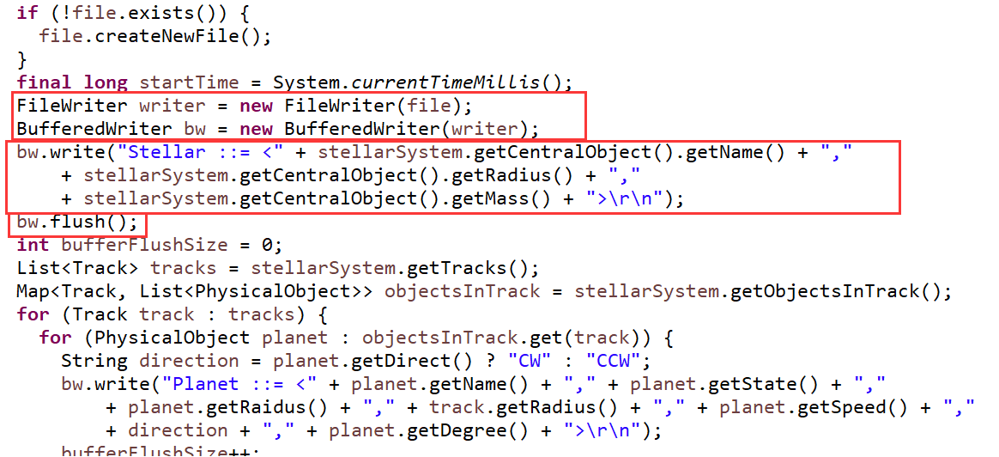 if (!file.exists()) {
file.createNewFile();
}
final long startTime = System.currentTimeMillis();
FileWriter writer = new FileWriter(file);
BufferedWriter bw = new BufferedWriter(writer);
bw.write("Stellar ::= <" + stellarSystem.getCentralObject().getName() + ","
+ stellarSystem.getCentralObject().getRadius() + ","
+ stellarSystem.getCentralObject().getMass() + ">\r\n");
bw.flush();
int bufferFlushSize = 0;
List<Track> tracks = stellarSystem.getTracks();
Map<Track, List<PhysicalObject>> objectsInTrack = stellarSystem.getObjectsInTrack();
for (Track track : tracks) {
for (PhysicalObject planet : objectsInTrack.get(track)) {
String direction = planet.getDirect() ? "CW" : "CCW";
bw.write("Planet ::= <" + planet.getName() + "," + planet.getState() + ","
+ planet.getRaidus() + "," + track.getRadius() + "," + planet.getSpeed() + ","
+ direction + "," + planet.getDegree() + ">\r\n");
bufferFlushSize++;